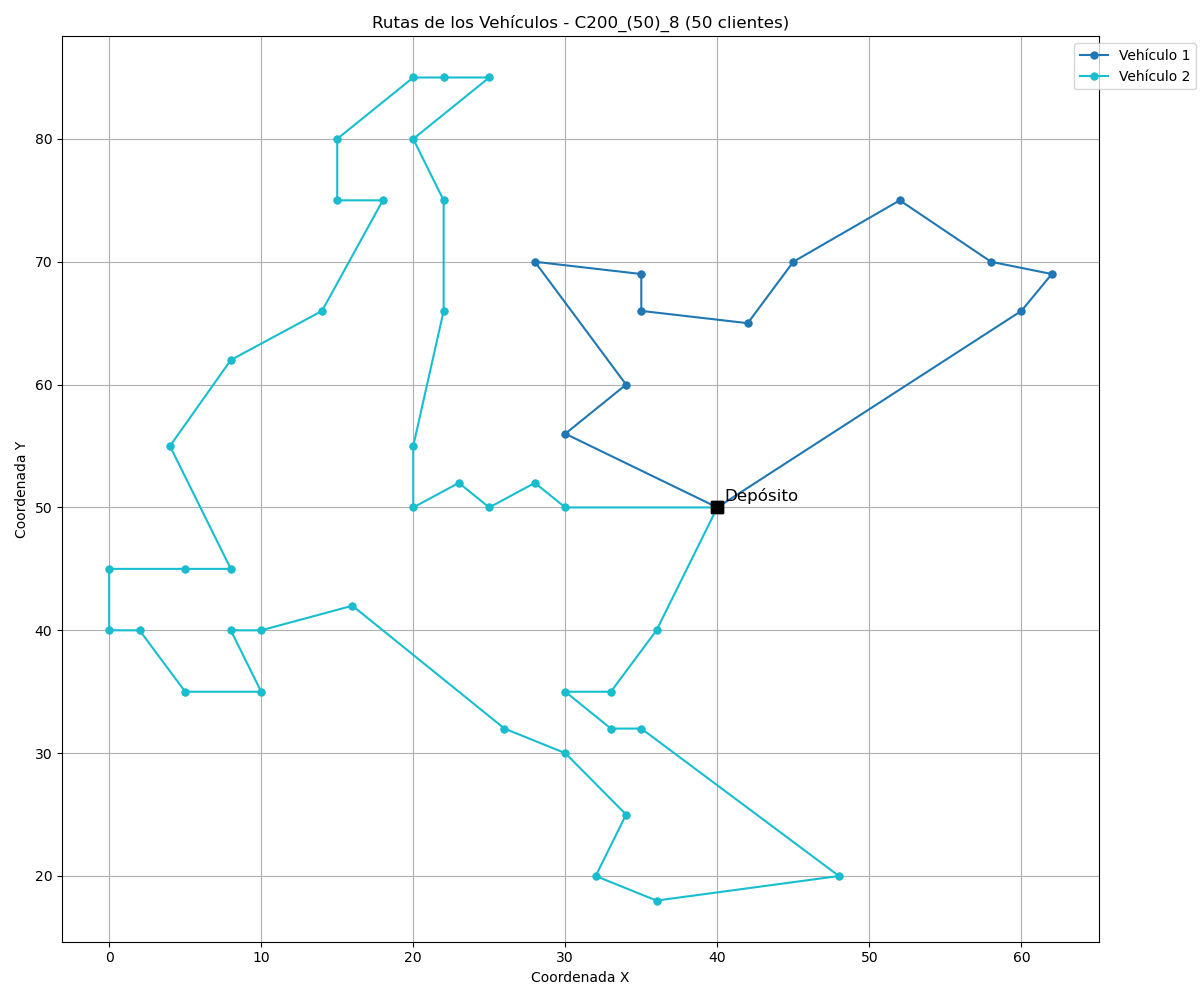 Rutas de los Vehículos - C200_(50)_8 (50 clientes)
Vehículo 1
Vehículo 2
80
70
60
50
40
30
20
Coordenada Y
Depósito
0 10 20 30 40 50 60
Coordenada X